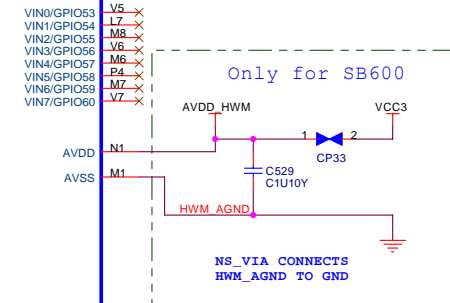 VIN0/GPIO53 V5
VIN1/GPIO54 L7
VIN2/GPIO55 M8
VIN3/GPIO56 V6
VIN4/GPIO57 M6
VIN5/GPIO58 P4
VIN6/GPIO59 M7
VIN7/GPIO60 V7
Only for SB600
AVDD_HWM VCC3
1 2
CP33
AVDD N1
C529
C1U10Y
AVSS M1
HWM_AGND
NS_VIA CONNECTS
HWM_AGND TO GND